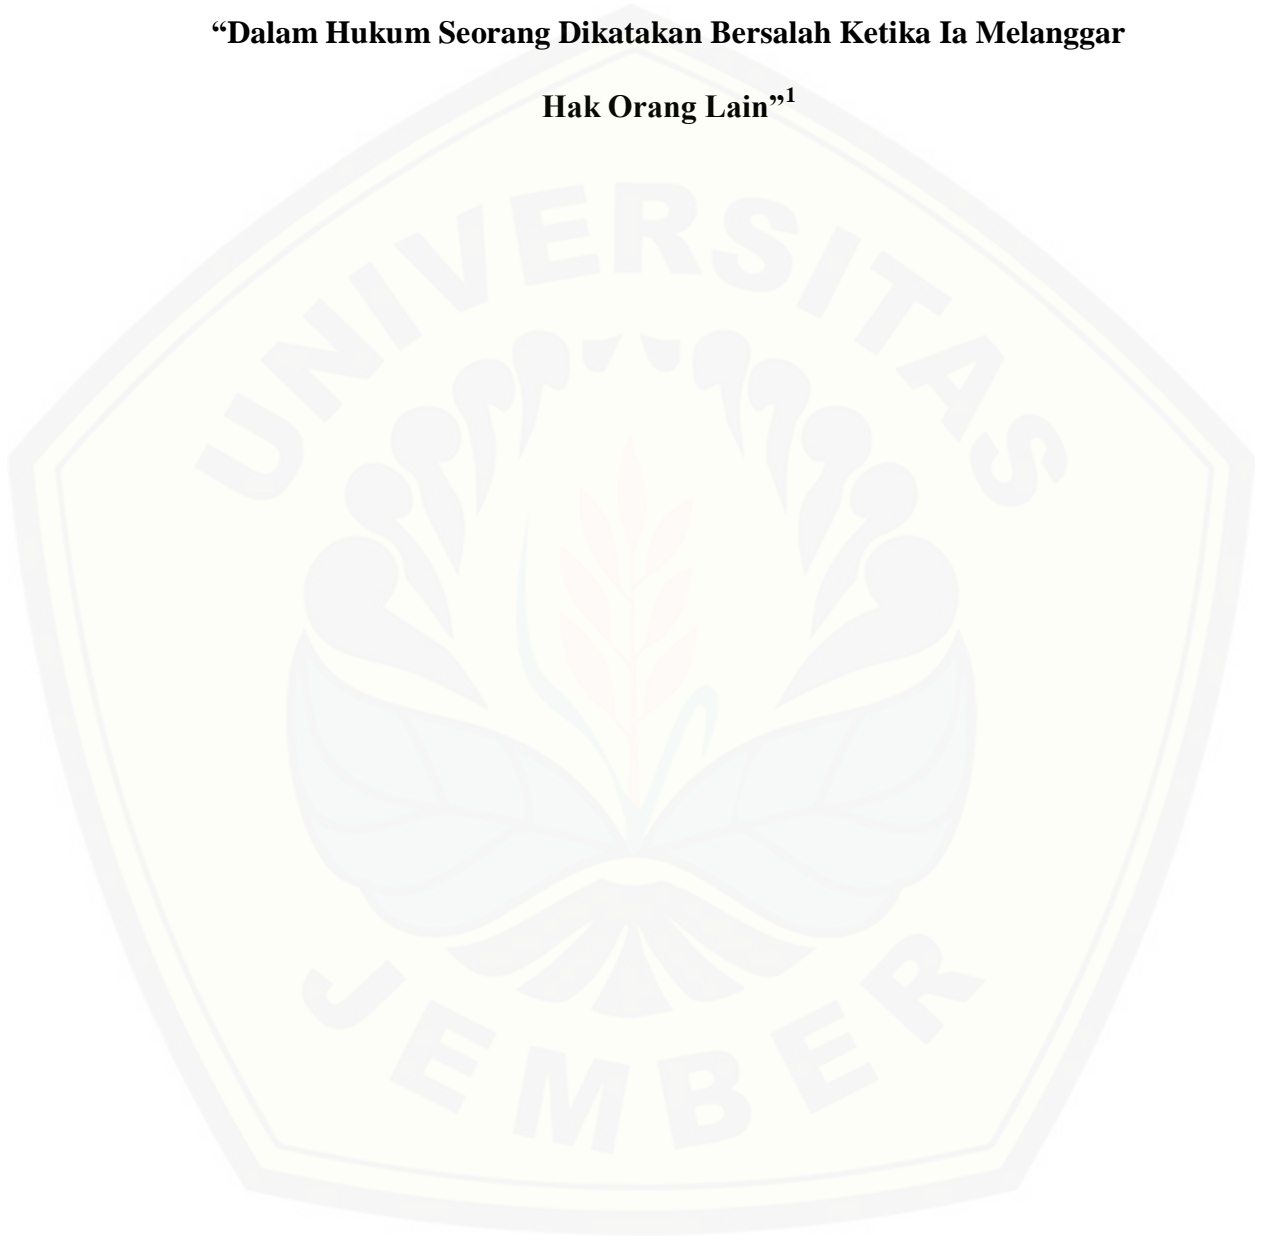 “Dalam Hukum Seorang Dikatakan Bersalah Ketika Ia Melanggar
Hak Orang Lain”1
UNIVERSITAS
JEMBER